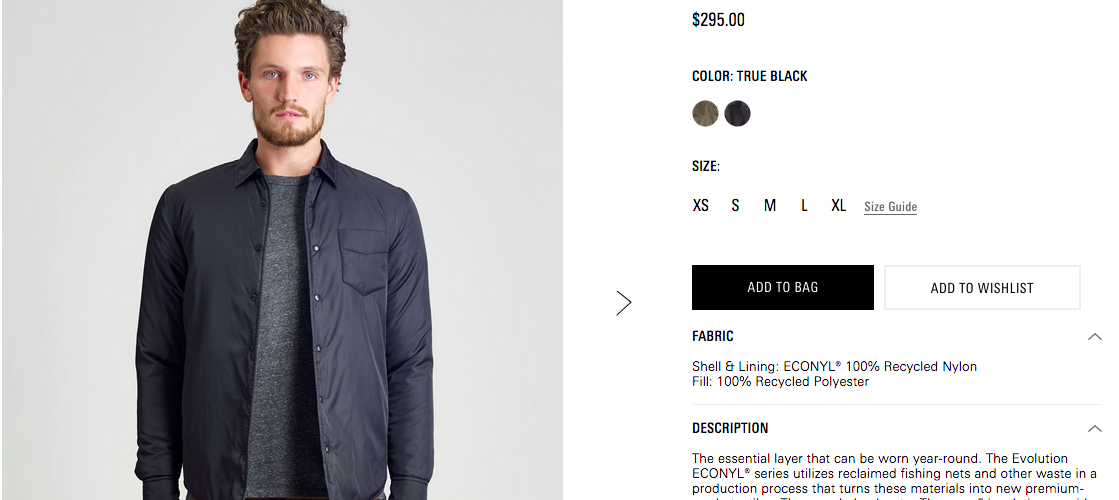 $295.00
COLOR: TRUE BLACK
SIZE:
XS S M L XL Size Guide
ADD TO BAG
ADD TO WISHLIST
FABRIC
Shell & Lining: ECONYL® 100% Recycled Nylon
Fill: 100% Recycled Polyester
DESCRIPTION
The essential layer that can be worn year-round. The Evolution
ECONYL® series utilizes reclaimed fishing nets and other waste in a
production process that turns these materials into new premium-